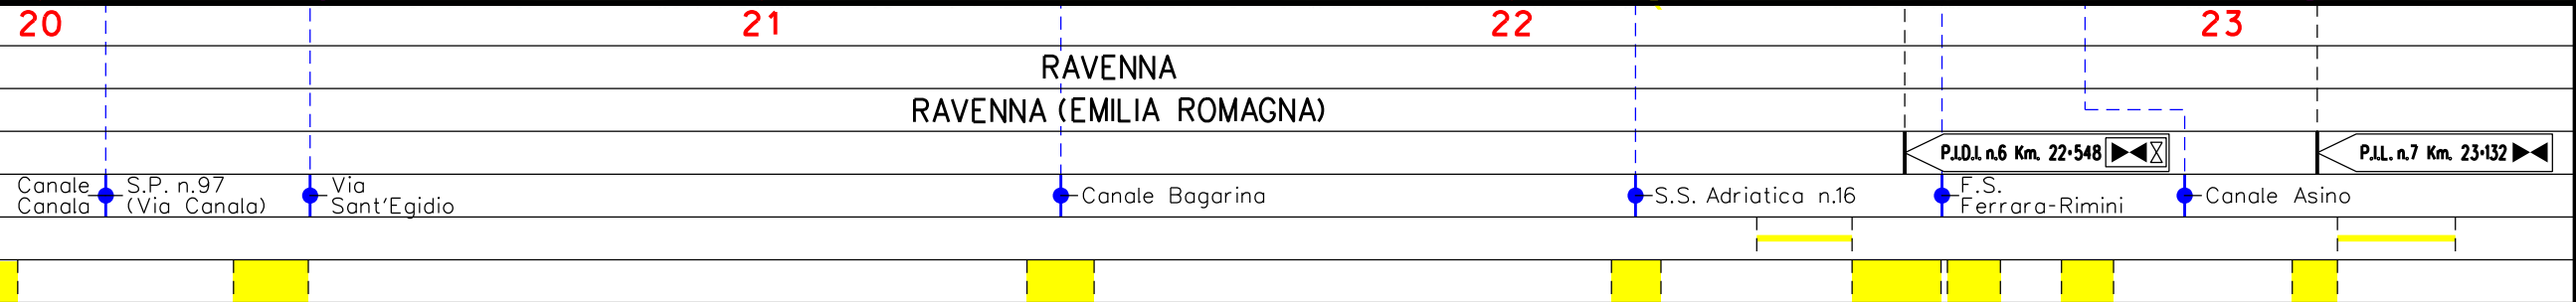 20 21 22 23
RAVENNA
RAVENNA (EMILIA ROMAGNA)
P.I.D.I. n.6 Km. 22+548 P.I.L. n.7 Km. 23+132
Canale Canala
S.P. n.97 (Via Canala)
Via Sant'Egidio
Canale Bagarina
S.S. Adriatica n.16
F.S. Ferrara-Rimini
Canale Asino